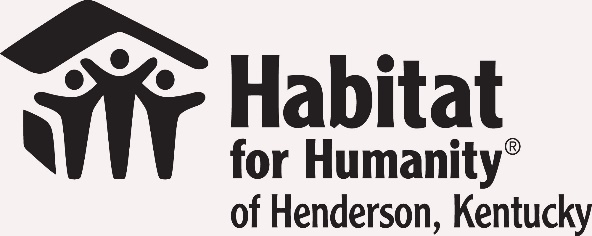 Habitat
for Humanity®
of Henderson, Kentucky